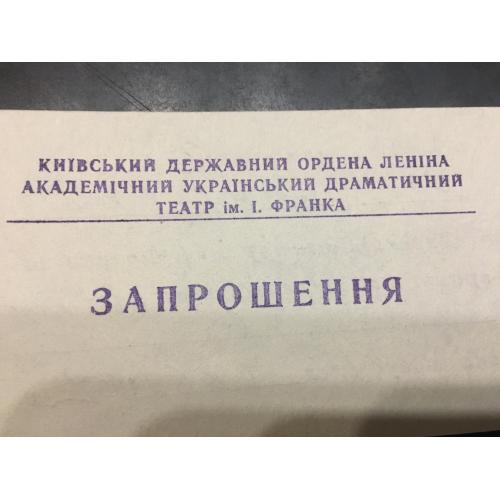 КИЇВСЬКИЙ ДЕРЖАВНИЙ ОРДЕНА ЛЕНІНА
АКАДЕМІЧНИЙ УКРАЇНСЬКИЙ ДРАМАТИЧНИЙ
ТЕАТР ім. І. ФРАНКА
ЗАПРОШЕННЯ